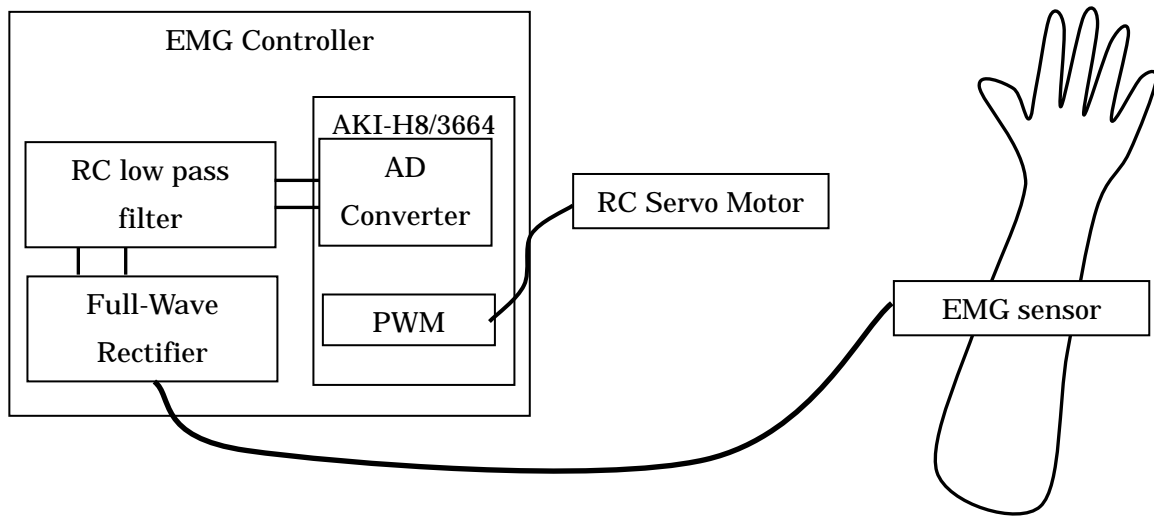 EMG Controller
AKI-H8/3664
RC low pass
filter
AD
Converter
Full-Wave
Rectifier
PWM
RC Servo Motor
EMG sensor